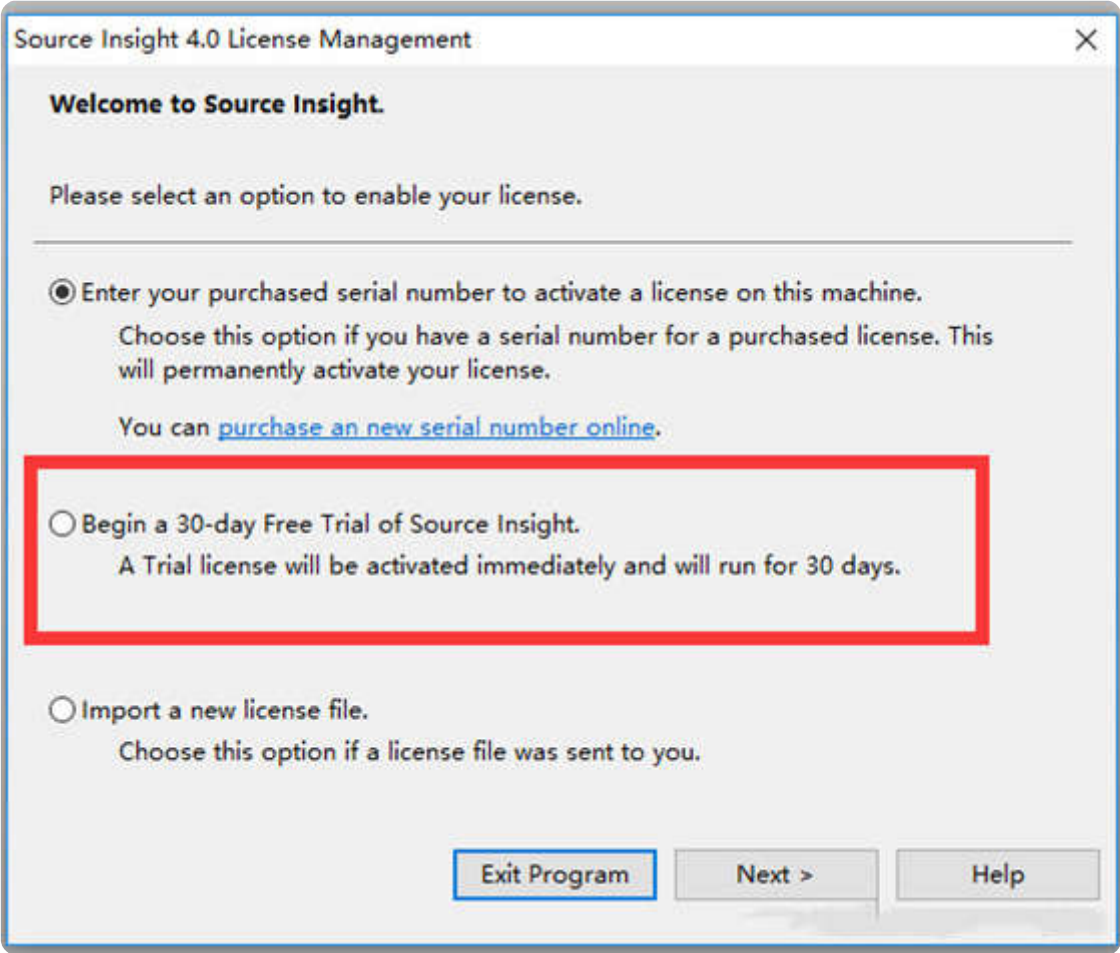 Source Insight 4.0 License Management
Welcome to Source Insight.
Please select an option to enable your license.
Enter your purchased serial number to activate a license on this machine.
Choose this option if you have a serial number for a purchased license. This
will permanently activate your license.
You can purchase an new serial number online.
Begin a 30-day Free Trial of Source Insight.
A Trial license will be activated immediately and will run for 30 days.
Import a new license file.
Choose this option if a license file was sent to you.
Exit Program
Next >
Help